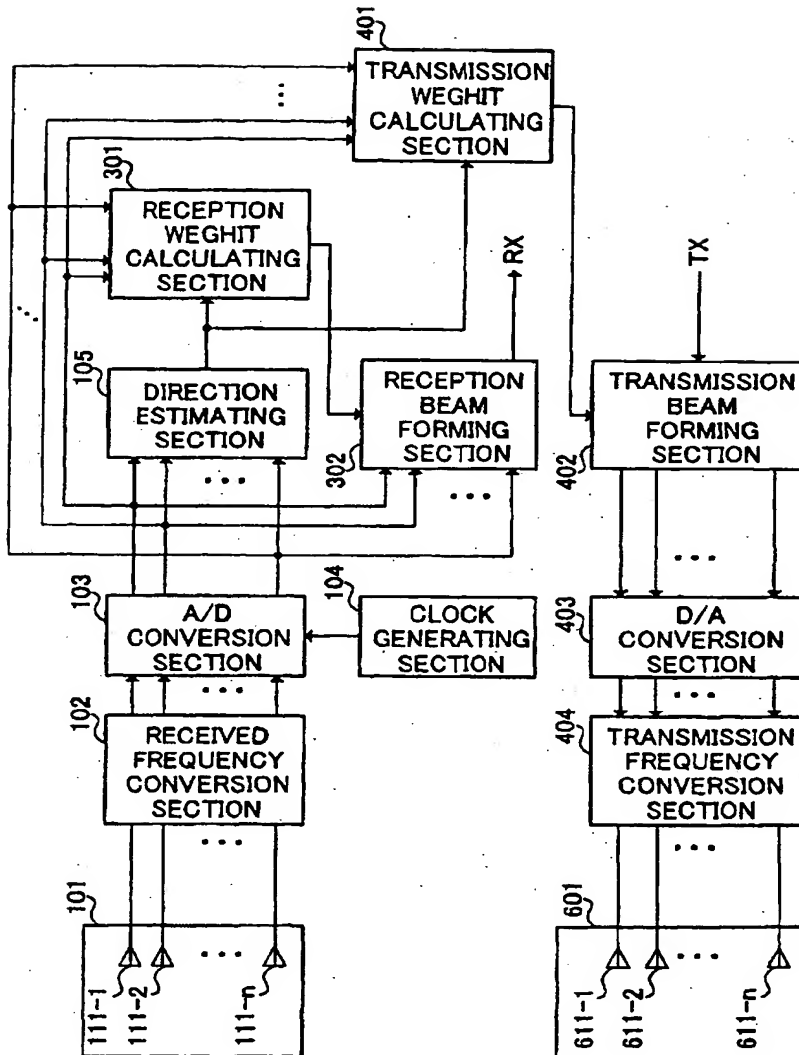 101
111-1
111-2
111-n
102
RECEIVED
FREQUENCY
CONVERSION
SECTION
103
A/D
CONVERSION
SECTION
104
CLOCK
GENERATING
SECTION
105
DIRECTION
ESTIMATING
SECTION
301
RECEPTION
WEGHIT
CALCULATING
SECTION
302
RECEPTION
BEAM
FORMING
SECTION
RX
401
TRANSMISSION
WEGHIT
CALCULATING
SECTION
TX
402
TRANSMISSION
BEAM
FORMING
SECTION
403
D/A
CONVERSION
SECTION
404
TRANSMISSION
FREQUENCY
CONVERSION
SECTION
601
611-1
611-2
611-n